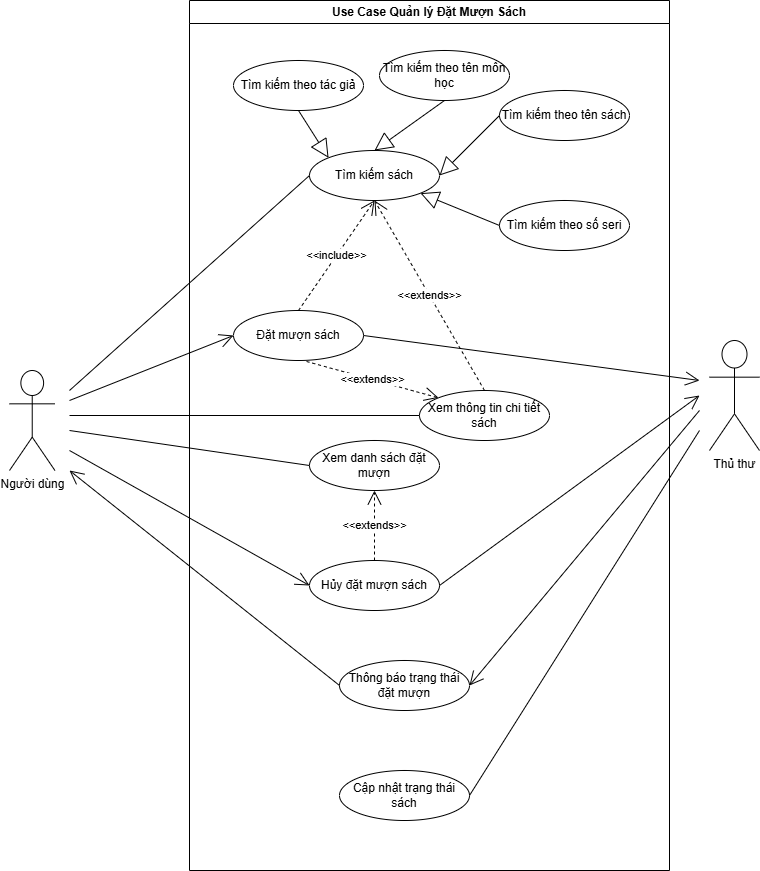 Use Case Quản lý Đặt Mượn Sách
Tìm kiếm theo tên môn
học
Tìm kiếm theo tác giả
Tìm kiếm theo tên sách
Tìm kiếm sách
Tìm kiếm theo số seri
<<include>>
<<extends>>
Đặt mượn sách
<<extends>>
Xem thông tin chi tiết
sách
Xem danh sách đặt
mượn
Người dùng
Thủ thư
<<extends>>
Hủy đặt mượn sách
Thông báo trạng thái
đặt mượn
Cập nhật trạng thái
sách